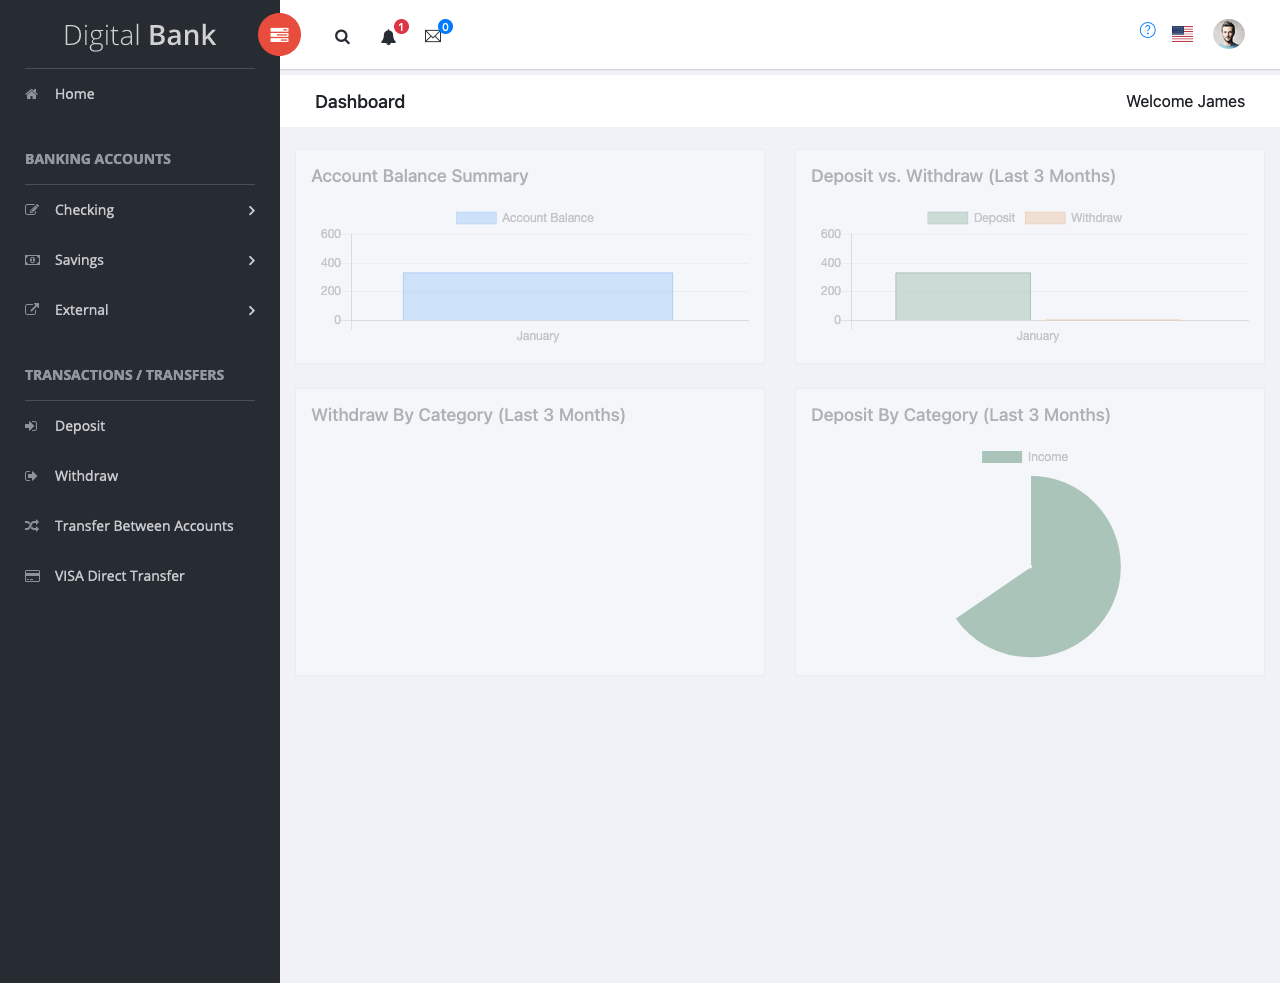 Digital Bank
1
0
Home
Dashboard
Welcome James
BANKING ACCOUNTS
Checking
Savings
External
TRANSACTIONS / TRANSFERS
Deposit
Withdraw
Transfer Between Accounts
VISA Direct Transfer
Account Balance Summary
Account Balance
600
400
200
0
January
Deposit vs. Withdraw (Last 3 Months)
Deposit Withdraw
600
400
200
0
January
Withdraw By Category (Last 3 Months)
Deposit By Category (Last 3 Months)
Income